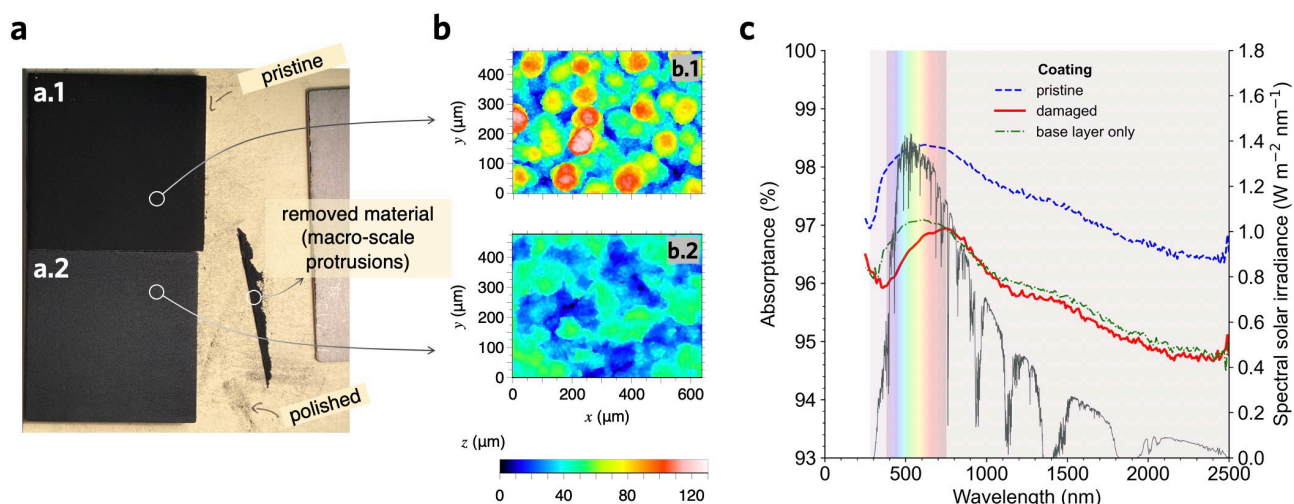 a
a.1
a.2
pristine
removed material
(macro-scale
protrusions)
polished
b
b.1
400
300
200
100
0
y (μm)
b.2
400
300
200
100
0
y (μm)
0 200 400 600
x (μm)
z (μm)
0 40 80 120
c
100
99
98
97
96
95
94
93
Absorptance (%)
Coating
pristine
damaged
base layer only
1.8
1.6
1.4
1.2
1.0
0.8
0.6
0.4
0.2
0.0
Spectral solar irradiance (W m⁻² nm⁻¹)
0 500 1000 1500 2000 2500
Wavelength (nm)